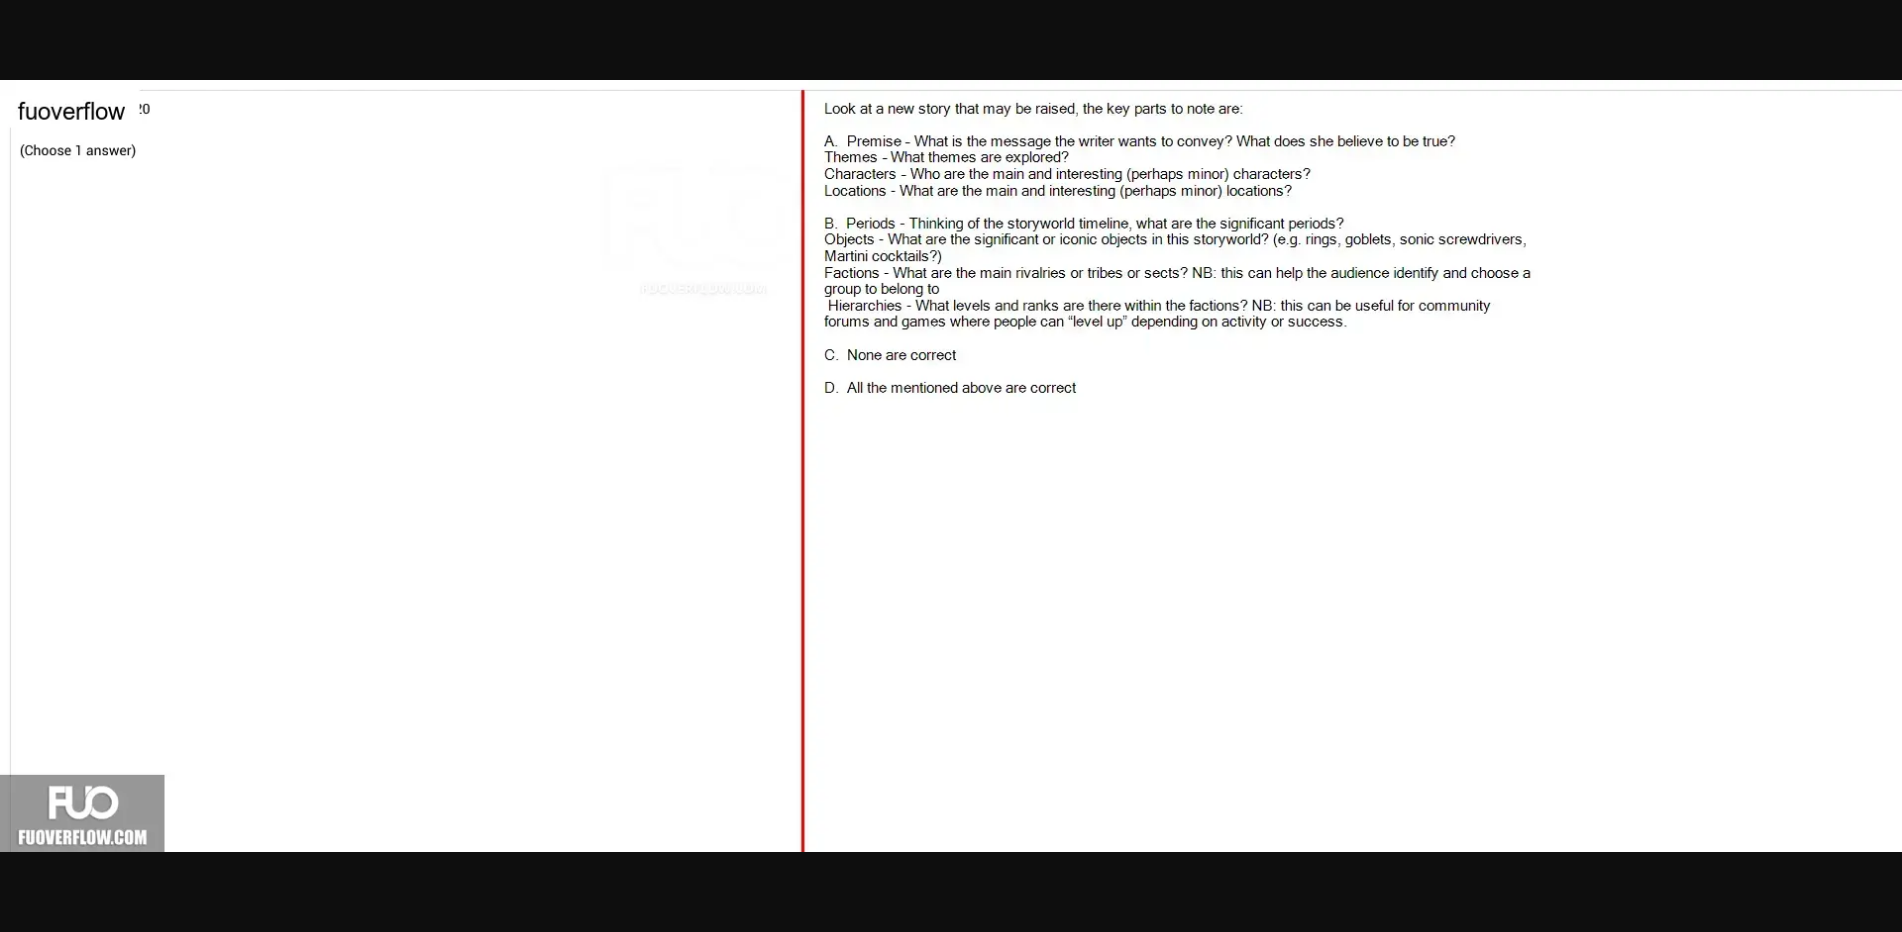 fuoverflow
20
(Choose 1 answer)
Look at a new story that may be raised, the key parts to note are:
A. Premise - What is the message the writer wants to convey? What does she believe to be true?
Themes - What themes are explored?
Characters - Who are the main and interesting (perhaps minor) characters?
Locations - What are the main and interesting (perhaps minor) locations?
B. Periods - Thinking of the storyworld timeline, what are the significant periods?
Objects - What are the significant or iconic objects in this storyworld? (e.g. rings, goblets, sonic screwdrivers,
Martini cocktails?)
Factions - What are the main rivalries or tribes or sects? NB: this can help the audience identify and choose a
group to belong to
Hierarchies - What levels and ranks are there within the factions? NB: this can be useful for community
forums and games where people can “level up” depending on activity or success.
C. None are correct
D. All the mentioned above are correct
FUO
FUOVERFLOW.COM
FUO
FUOVERFLOW.COM